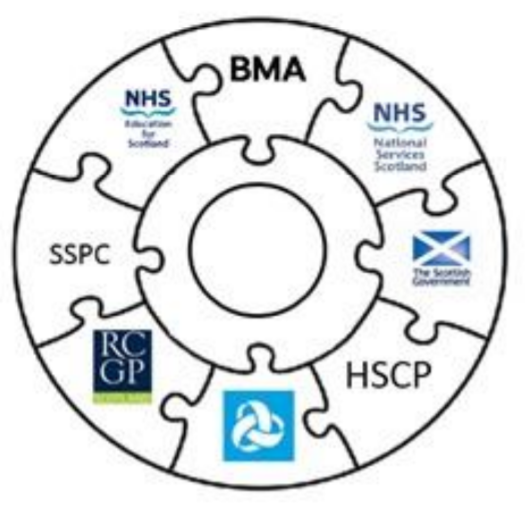 BMA
NHS
National
Services
Scotland
The Scottish
Government
HSCP
RC
GP
SSPC
NHS
Education
for
Scotland